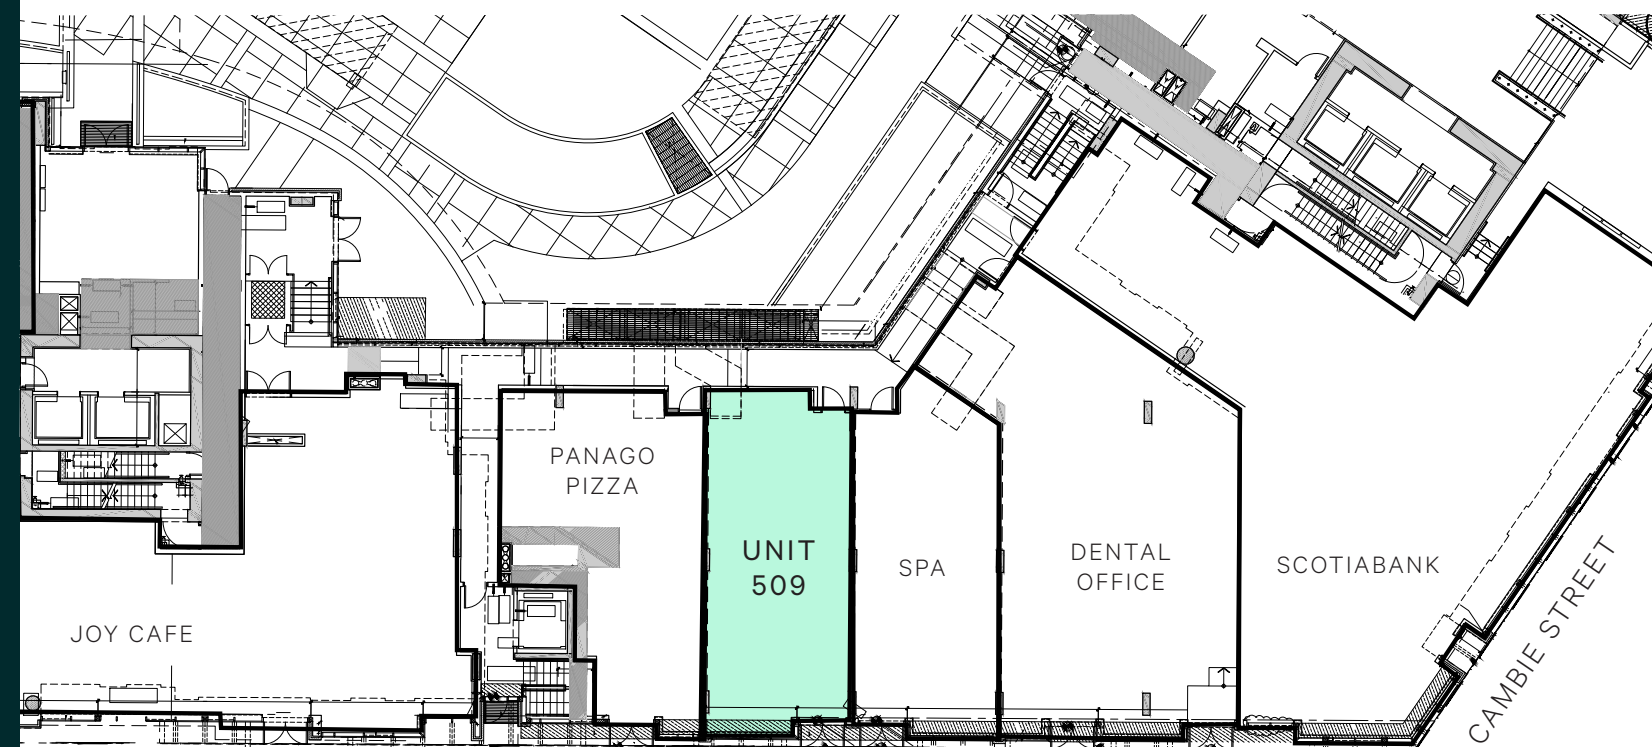 PANAGO
PIZZA
UNIT
509
SPA
DENTAL
OFFICE
SCOTIABANK
JOY CAFE
CAMBIE STREET